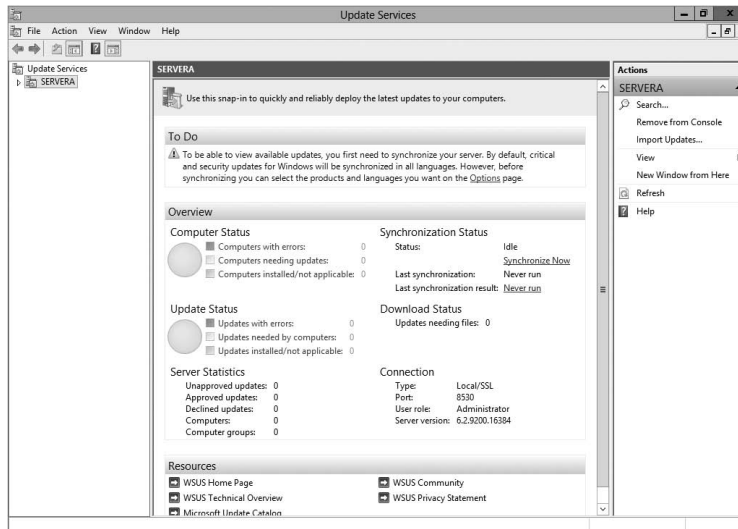 Update Services
File Action View Window Help
Update Services
SERVERA
SERVERA
Use this snap-in to quickly and reliably deploy the latest updates to your computers.
To Do
To be able to view available updates, you first need to synchronize your server. By default, critical
and security updates for Windows will be synchronized in all languages. However, before
synchronizing you can select the products and languages you want on the Options page.
Overview
Computer Status
Computers with errors: 0
Computers needing updates: 0
Computers installed/not applicable: 0
Synchronization Status
Status: Idle
Synchronize Now
Last synchronization: Never run
Last synchronization result: Never run
Update Status
Updates with errors: 0
Updates needed by computers: 0
Updates installed/not applicable: 0
Download Status
Updates needing files: 0
Server Statistics
Unapproved updates: 0
Approved updates: 0
Declined updates: 0
Computers: 0
Computer groups: 0
Connection
Type: Local/SSL
Port: 8530
User role: Administrator
Server version: 6.2.9200.16384
Resources
WSUS Home Page
WSUS Technical Overview
Microsoft Update Catalog
WSUS Community
WSUS Privacy Statement
Actions
SERVERA
Search...
Remove from Console
Import Updates...
View
New Window from Here
Refresh
Help